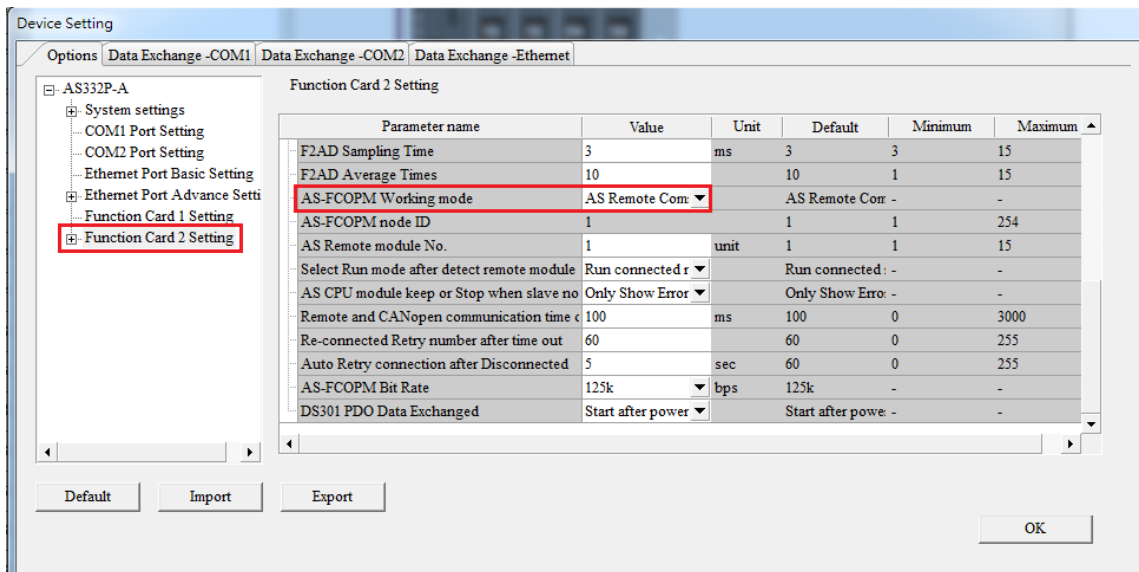 Device Setting
Options Data Exchange -COM1 Data Exchange -COM2 Data Exchange -Ethernet
AS332P-A
System settings
COM1 Port Setting
COM2 Port Setting
Ethernet Port Basic Setting
Ethernet Port Advance Setti
Function Card 1 Setting
Function Card 2 Setting
Function Card 2 Setting
Parameter name Value Unit Default Minimum Maximum
F2AD Sampling Time 3 ms 3 3 15
F2AD Average Times 10 10 1 15
AS-FCOPM Working mode AS Remote Com AS Remote Com - -
AS-FCOPM node ID 1 1 1 254
AS Remote module No. 1 unit 1 1 15
Select Run mode after detect remote module Run connected r Run connected - -
AS CPU module keep or Stop when slave no Only Show Error Only Show Erro - -
Remote and CANopen communication time 100 ms 100 0 3000
Re-connected Retry number after time out 60 60 0 255
Auto Retry connection after Disconnected 5 sec 60 0 255
AS-FCOPM Bit Rate 125k bps 125k - -
DS301 PDO Data Exchanged Start after power Start after powe - -
Default Import Export
OK